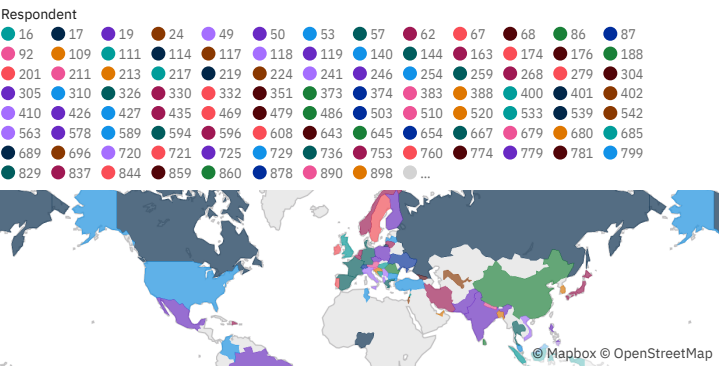 Respondent
16 17 19 24 49 50 53 57 62 67 68 86 87
92 109 111 114 117 118 119 140 144 163 174 176 188
201 211 213 217 219 224 241 246 254 259 268 279 304
305 310 326 330 332 351 373 374 383 388 400 401 402
410 426 427 435 469 479 486 503 510 520 533 539 542
563 578 589 594 596 608 643 645 654 667 679 680 685
689 696 720 721 725 729 736 753 760 774 779 781 799
829 837 844 859 860 878 890 898 ...
© Mapbox © OpenStreetMap